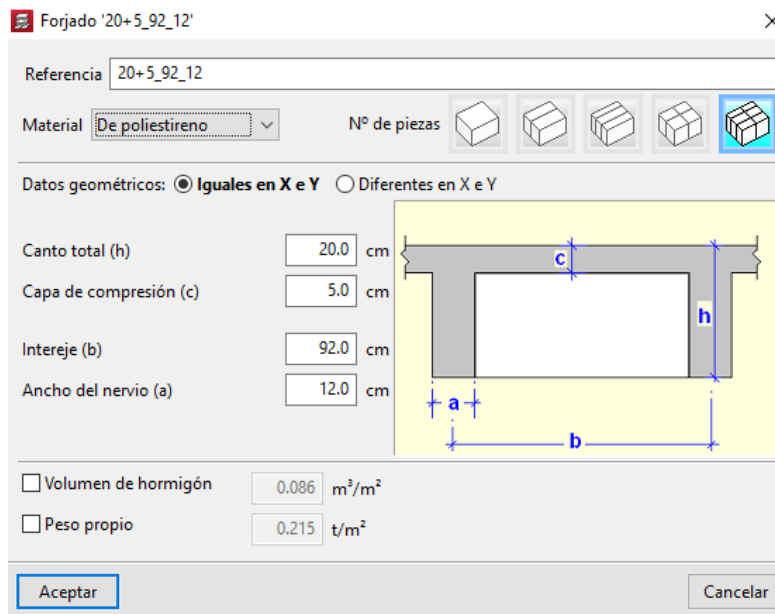 Forjado '20+5_92_12'
Referencia 20+5_92_12
Material De poliestireno Nº de piezas
Datos geométricos: Iguales en X e Y Diferentes en X e Y
Canto total (h) 20.0 cm
Capa de compresión (c) 5.0 cm
Intereje (b) 92.0 cm
Ancho del nervio (a) 12.0 cm
c
h
a
b
Volumen de hormigón 0.086 m³/m²
Peso propio 0.215 t/m²
Aceptar Cancelar